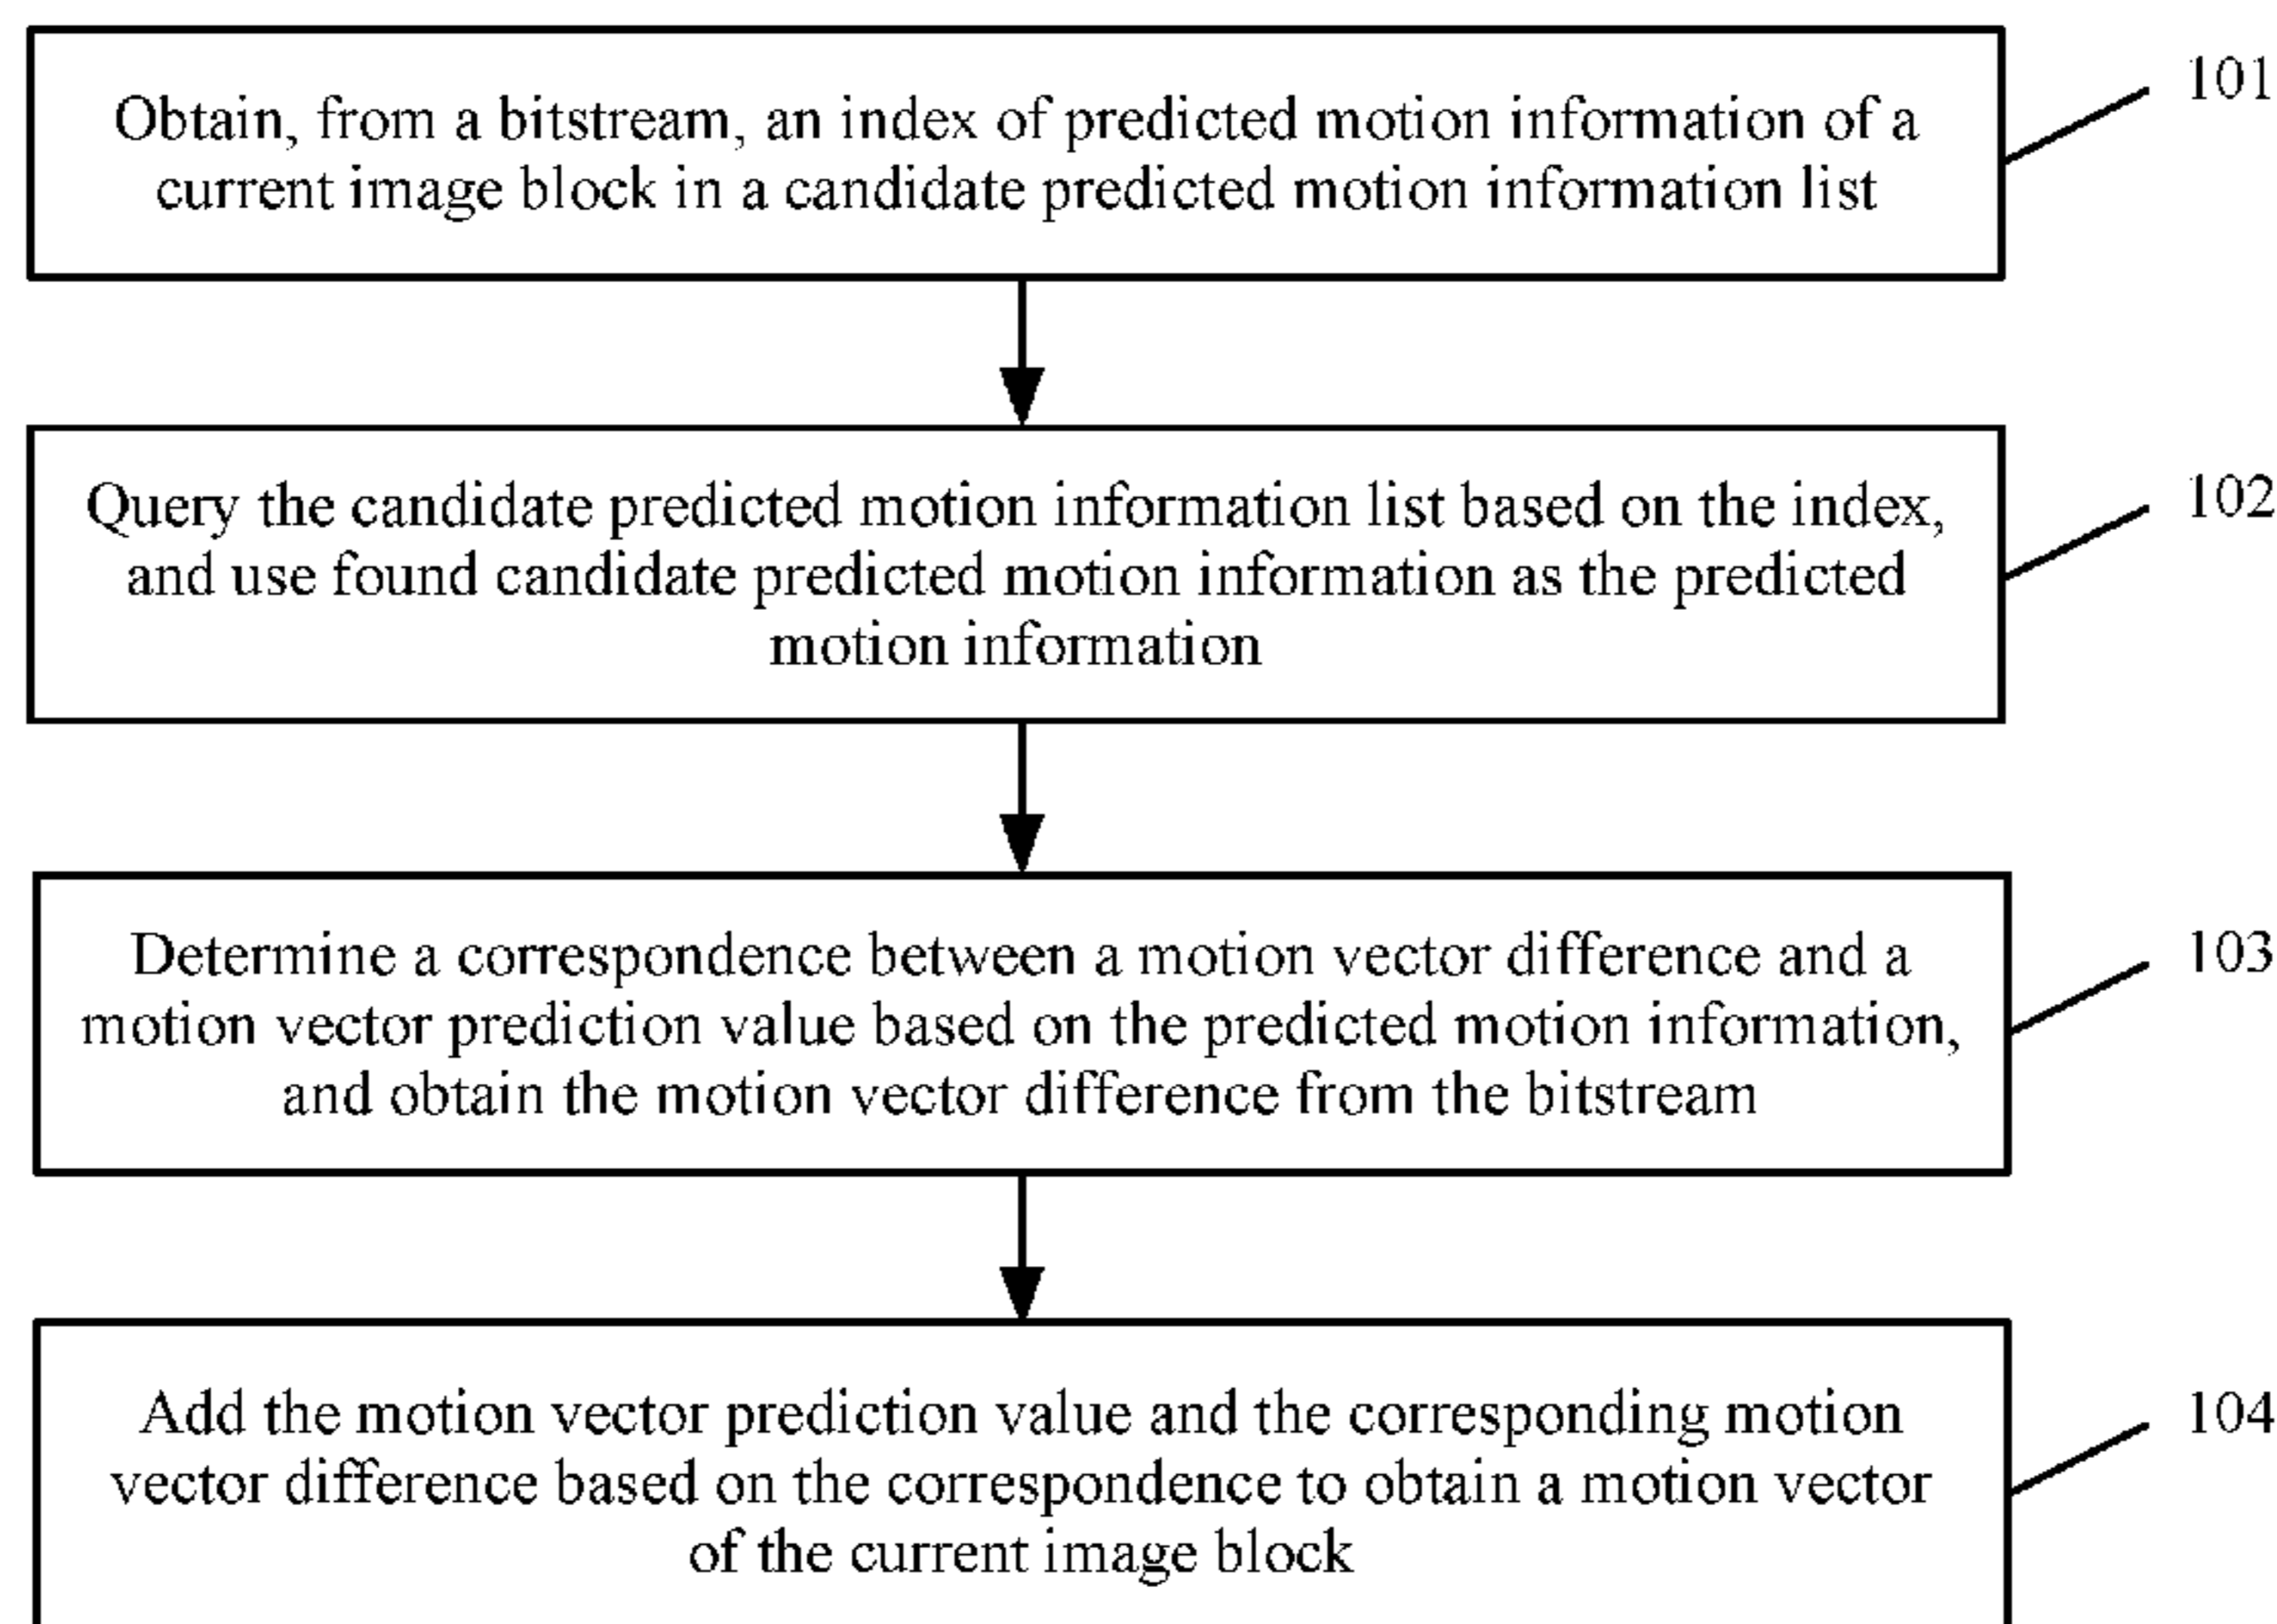 Obtain, from a bitstream, an index of predicted motion information of a
current image block in a candidate predicted motion information list
101
Query the candidate predicted motion information list based on the index,
and use found candidate predicted motion information as the predicted
motion information
102
Determine a correspondence between a motion vector difference and a
motion vector prediction value based on the predicted motion information,
and obtain the motion vector difference from the bitstream
103
Add the motion vector prediction value and the corresponding motion
vector difference based on the correspondence to obtain a motion vector
of the current image block
104